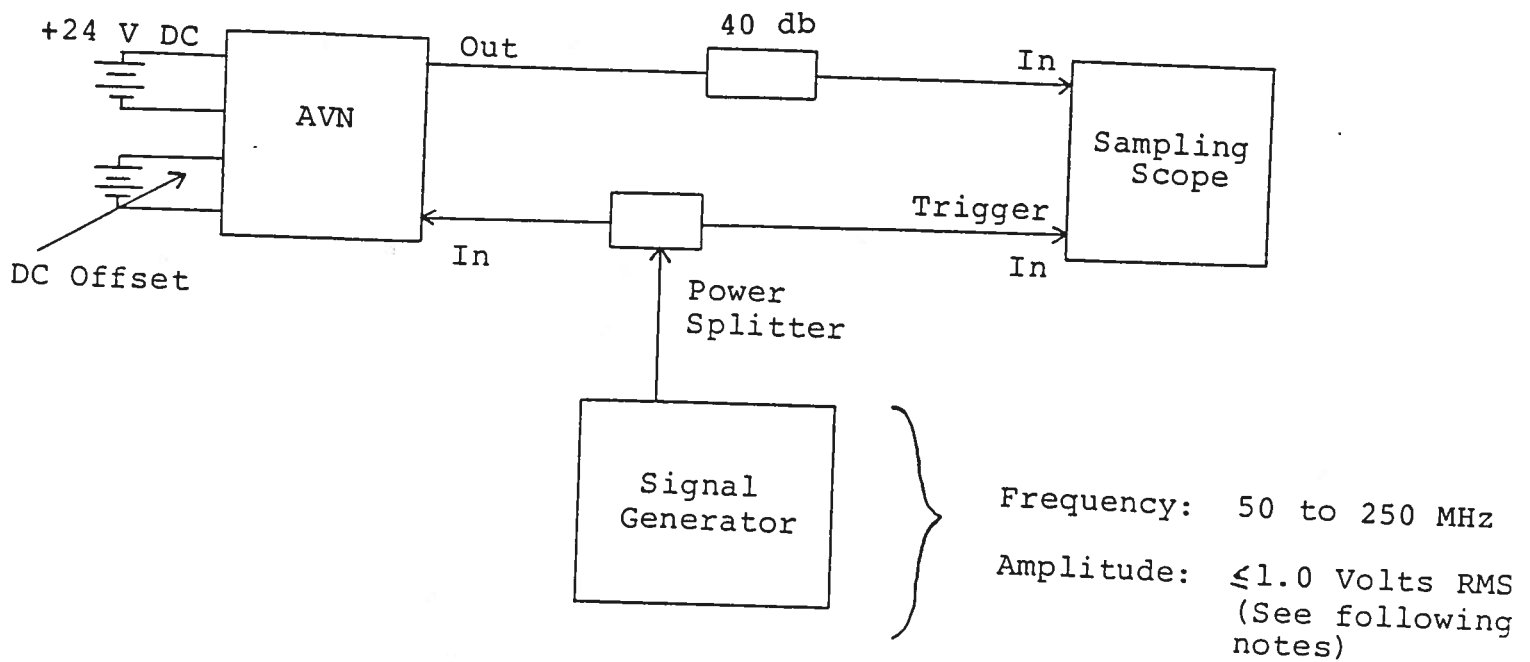 +24 V DC
Out
40 db
In
AVN
Sampling
Scope
Trigger
In
In
DC Offset
Power
Splitter
Signal
Generator
Frequency: 50 to 250 MHz
Amplitude: ≤1.0 Volts RMS
(See following
notes)